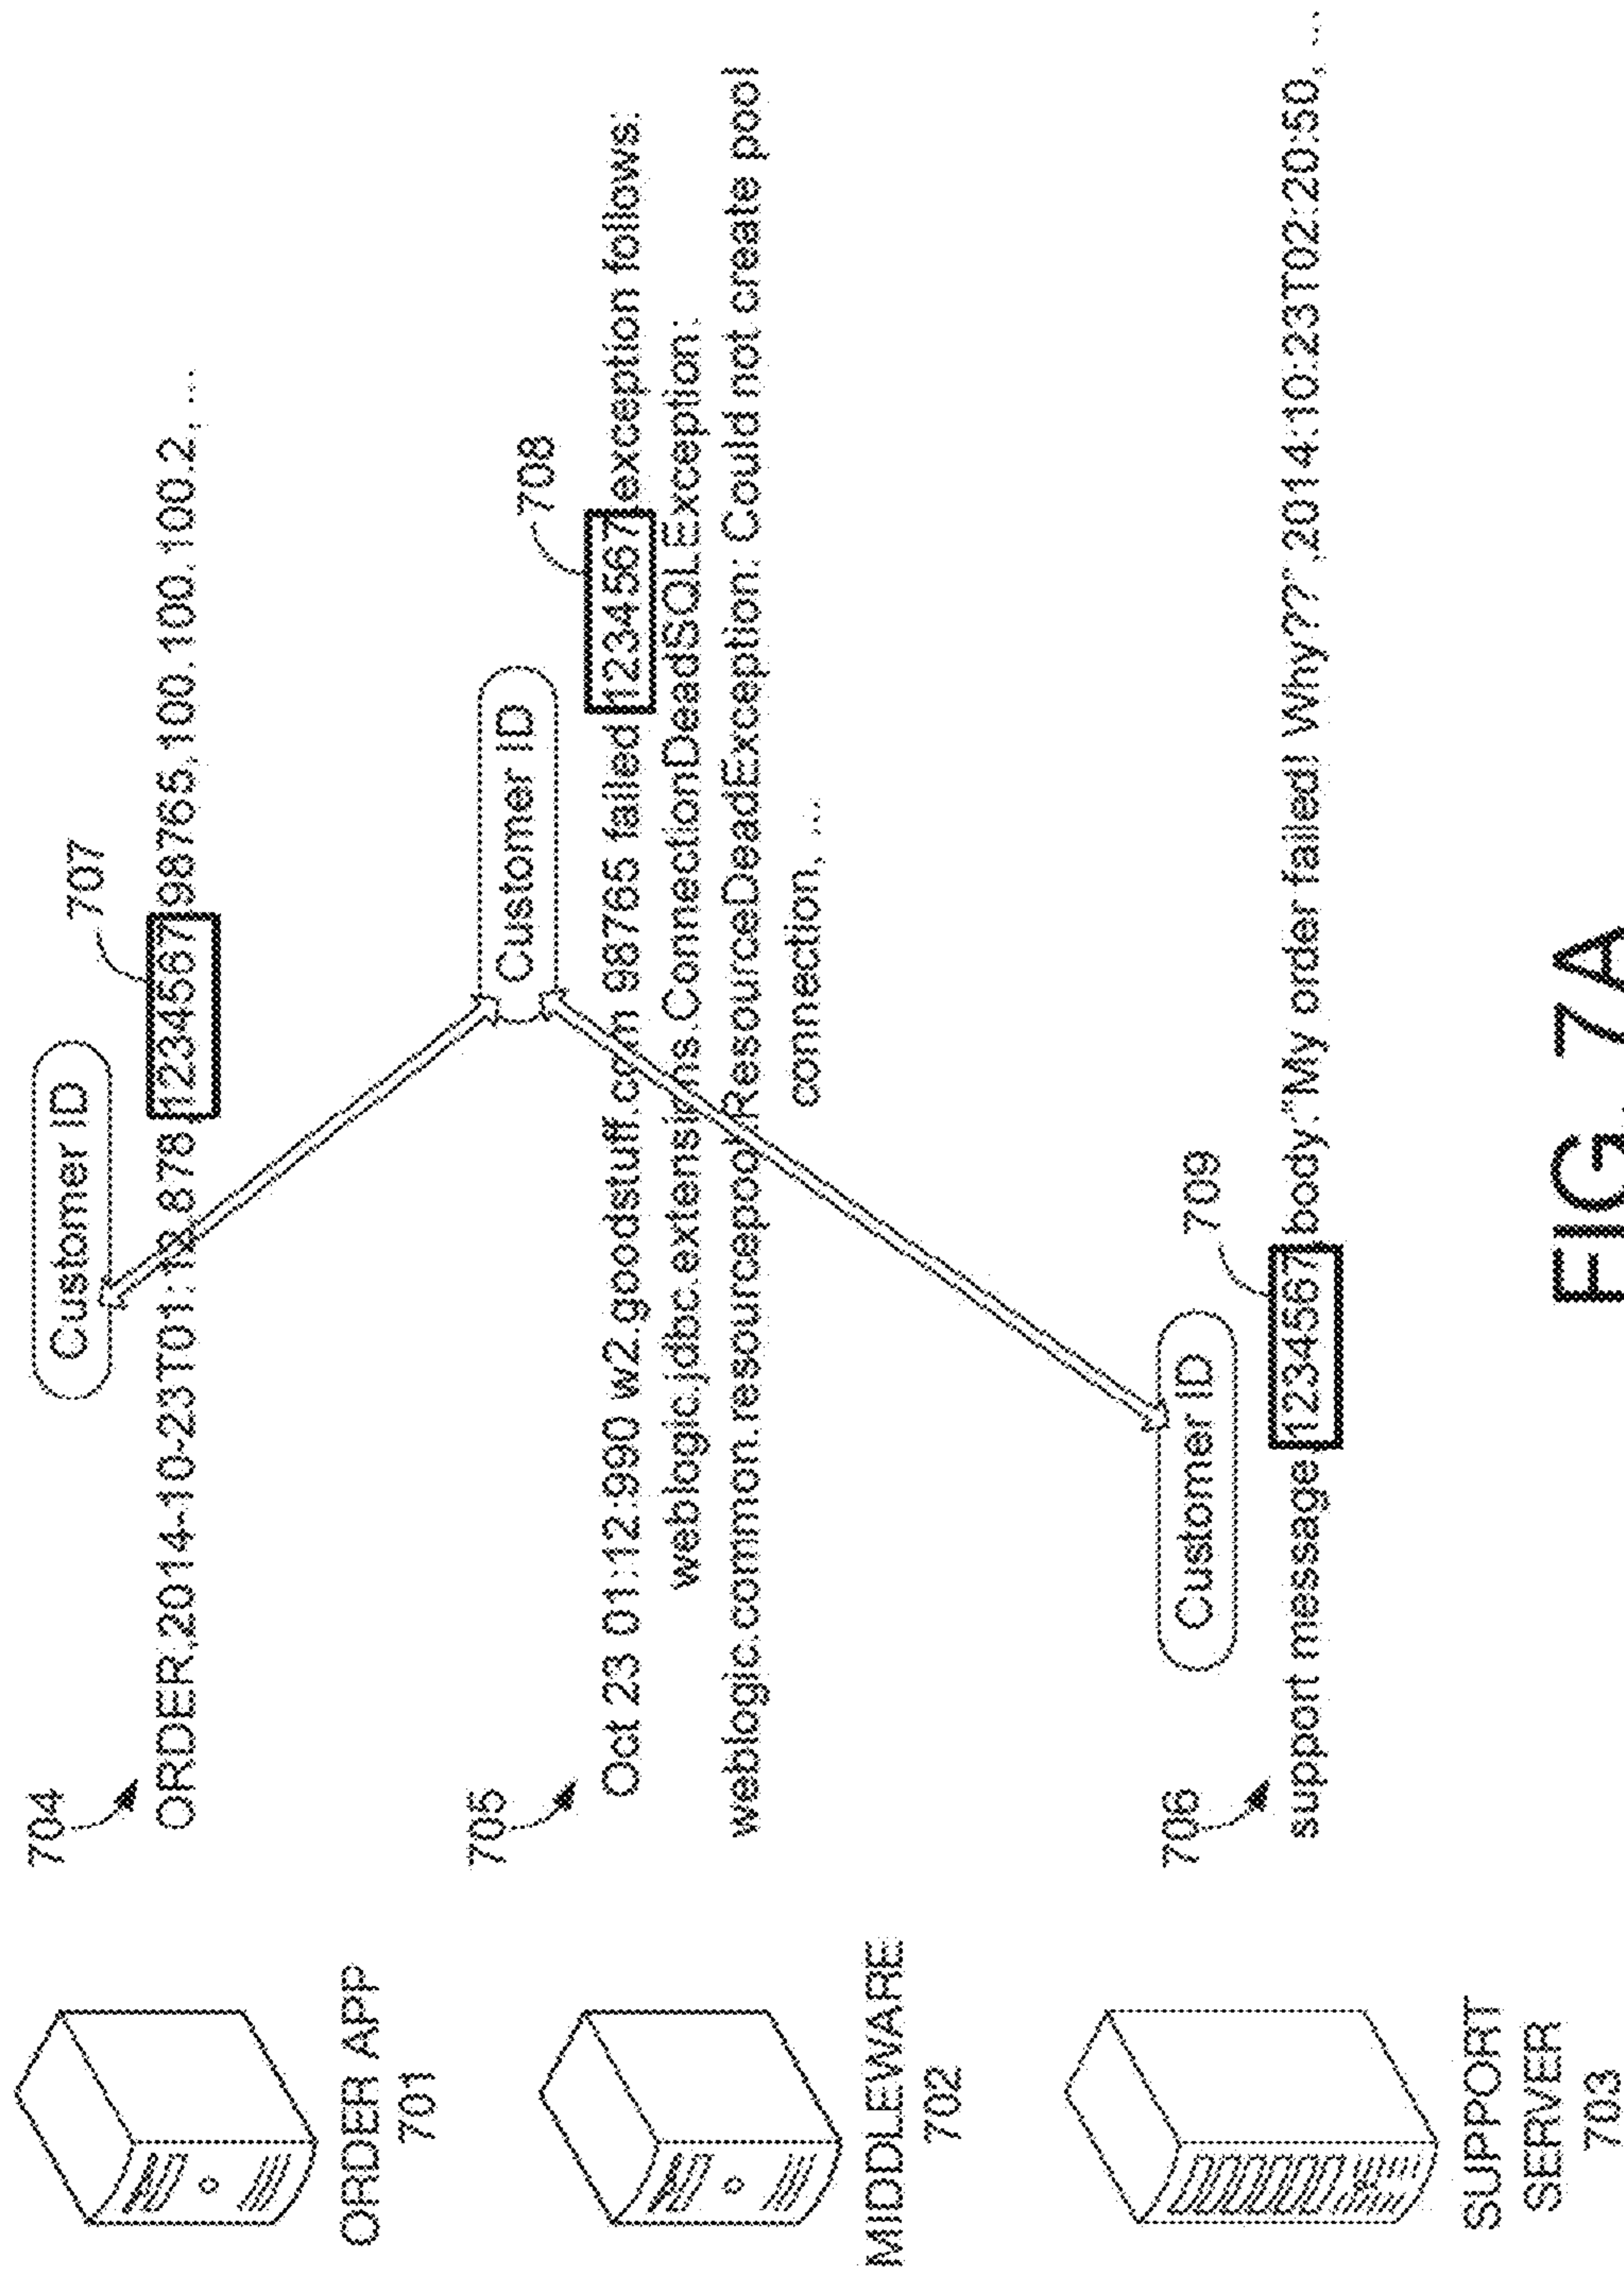 704
Customer ID
707
ORDER,2014-10-23T01:12.878,1234567,98765,100.100.100.2, ...
ORDER APP
701
705
Customer ID
708
Oct 23 01:12:990 w2.goodstuff.com 98765 failed 1234567 exception follows:
weblogic.jdbc.extensions.ConnectionDeadSQLException:
weblogic.common.resourcepool.ResourceDeadException: Could not create pool
connection, ...
MIDDLEWARE
702
706
Customer ID
709
support message 1234567 body:"My order failed! Why??",2014:10:23T02:20:50, ...
SUPPORT
SERVER
703
FIG. 7A